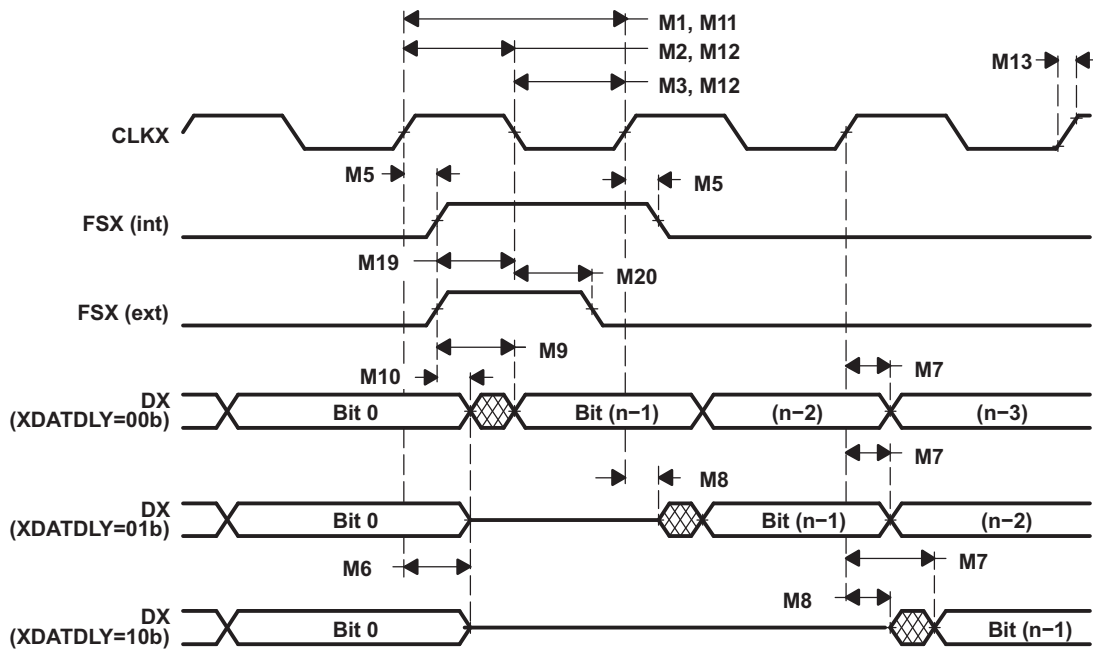 M1, M11
M2, M12
M13
M3, M12
CLKX
M5
M5
FSX (int)
M19
M20
FSX (ext)
M9
M10
M7
DX
(XDATDLY=00b)
Bit 0
Bit (n−1)
(n−2)
(n−3)
M7
M8
DX
(XDATDLY=01b)
Bit 0
Bit (n−1)
(n−2)
M6
M7
M8
DX
(XDATDLY=10b)
Bit 0
Bit (n−1)